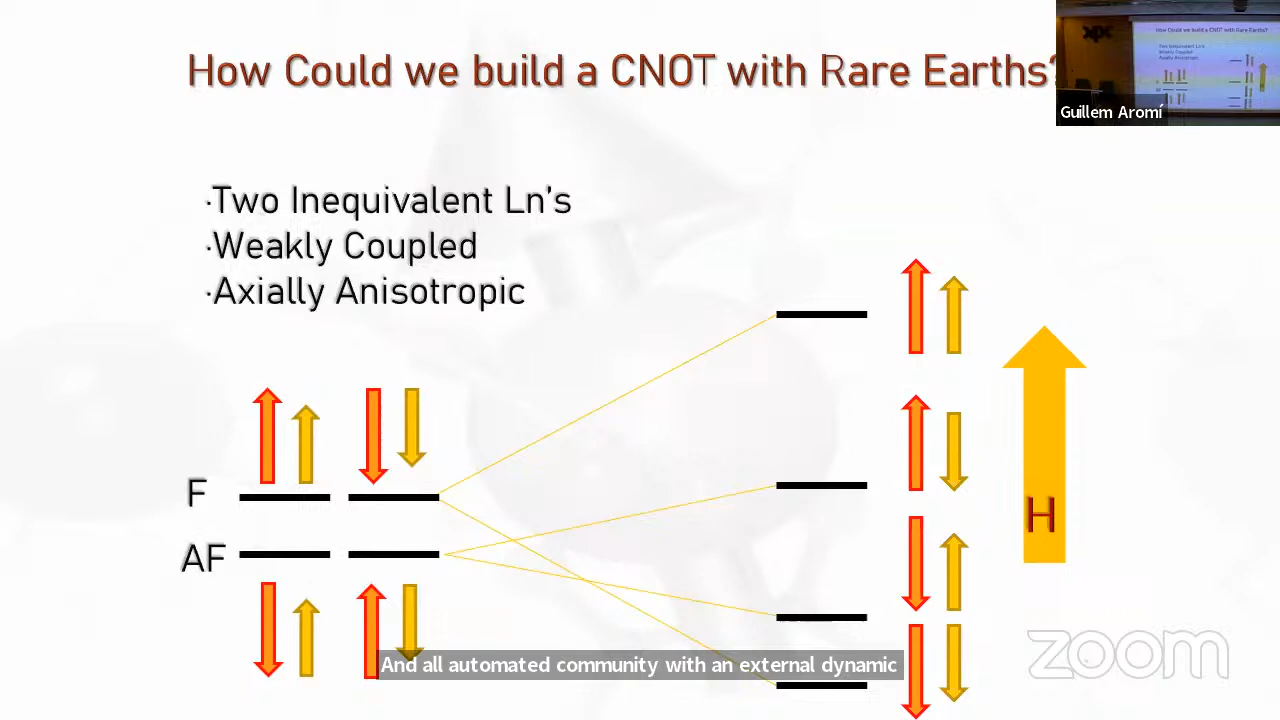 How Could we build a CNOT with Rare Earths?
Guillem Aromí
·Two Inequivalent Ln's
·Weakly Coupled
·Axially Anisotropic
F
AF
H
And all automated community with an external dynamic
zoom